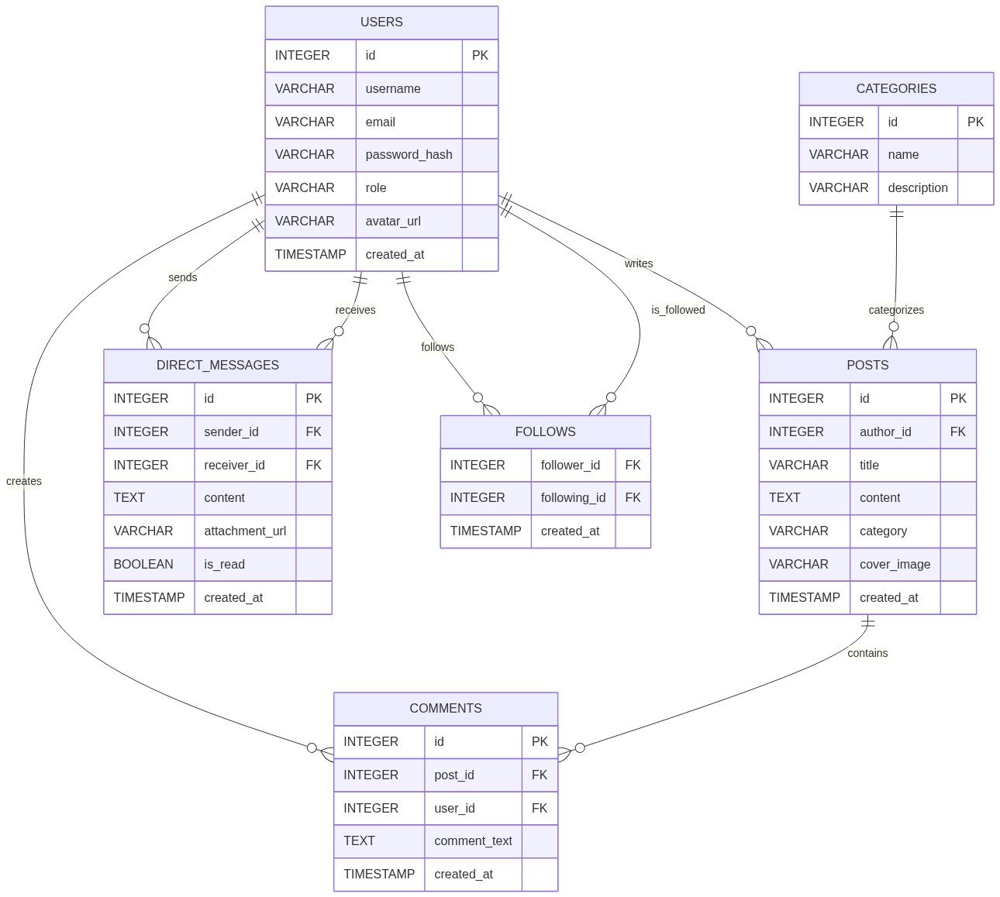 USERS
INTEGER id PK
VARCHAR username
VARCHAR email
VARCHAR password_hash
VARCHAR role
VARCHAR avatar_url
TIMESTAMP created_at
CATEGORIES
INTEGER id PK
VARCHAR name
VARCHAR description
sends
receives
follows
writes
is_followed
categorizes
creates
DIRECT_MESSAGES
INTEGER id PK
INTEGER sender_id FK
INTEGER receiver_id FK
TEXT content
VARCHAR attachment_url
BOOLEAN is_read
TIMESTAMP created_at
FOLLOWS
INTEGER follower_id FK
INTEGER following_id FK
TIMESTAMP created_at
POSTS
INTEGER id PK
INTEGER author_id FK
VARCHAR title
TEXT content
VARCHAR category
VARCHAR cover_image
TIMESTAMP created_at
contains
COMMENTS
INTEGER id PK
INTEGER post_id FK
INTEGER user_id FK
TEXT comment_text
TIMESTAMP created_at